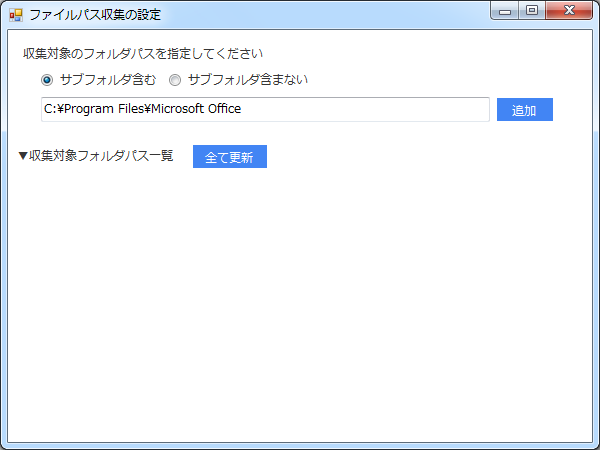 ファイルパス収集の設定
収集対象のフォルダパスを指定してください
サブフォルダ含む サブフォルダ含まない
C:¥Program Files¥Microsoft Office 追加
▼収集対象フォルダパス一覧 全て更新